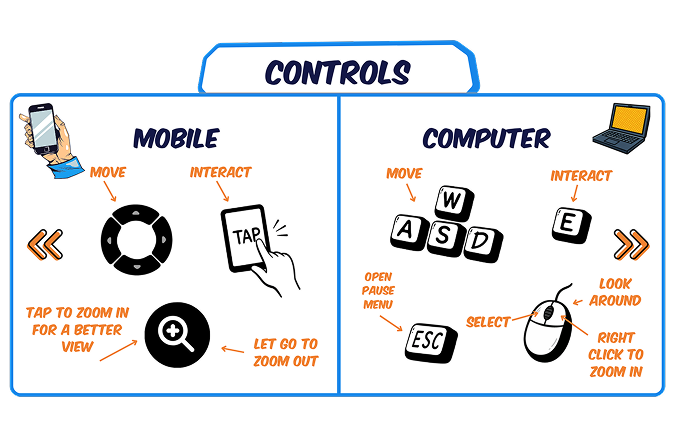 CONTROLS
MOBILE
MOVE
INTERACT
TAP
TAP TO ZOOM IN
FOR A BETTER
VIEW
LET GO TO
ZOOM OUT
COMPUTER
MOVE
INTERACT
W
A S D
E
OPEN
PAUSE
MENU
ESC
SELECT
LOOK
AROUND
RIGHT
CLICK TO
ZOOM IN